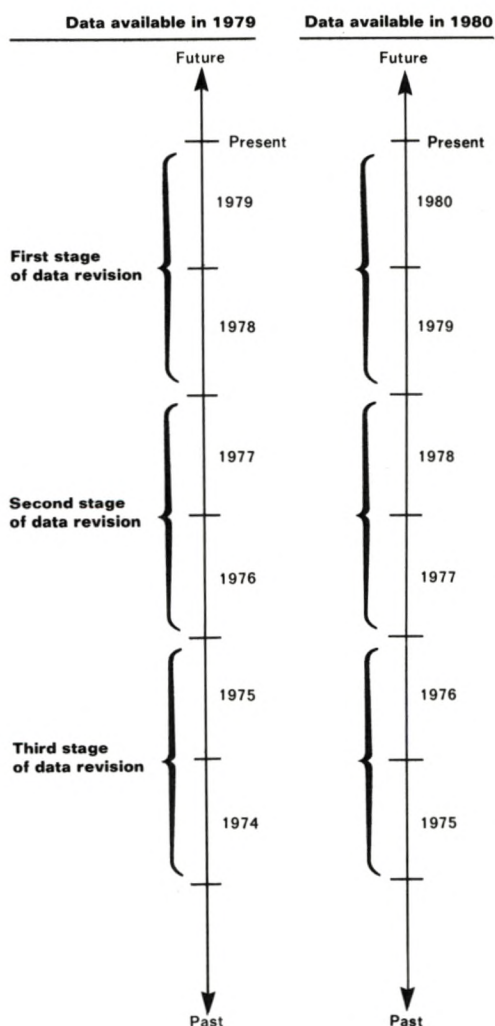 Data available in 1979
Data available in 1980
Future
Future
Present
Present
1979
1980
First stage
of data revision
1978
1979
1977
1978
Second stage
of data revision
1976
1977
1975
1976
Third stage
of data revision
1974
1975
Past
Past